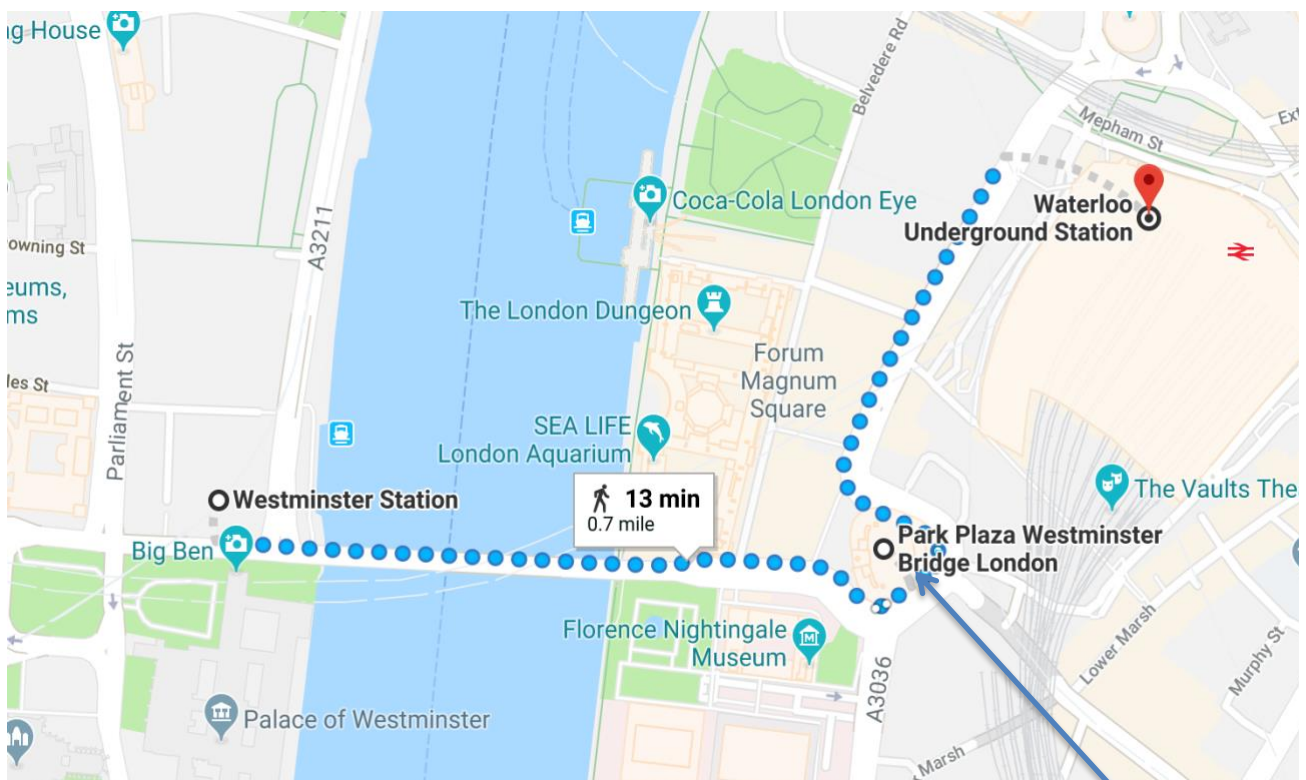 ng House
Belvedere Rd
Mepham St
Ext
Coca-Cola London Eye
Waterloo
Underground Station
A3211
owning St
eums,
ms
The London Dungeon
Parliament St
les St
Forum
Magnum
Square
SEA LIFE
London Aquarium
Westminster Station
13 min
0.7 mile
The Vaults Thea
Big Ben
Park Plaza Westminster
Bridge London
Florence Nightingale
Museum
Lower Marsh
Murphy St
A3036
Palace of Westminster
Marsh